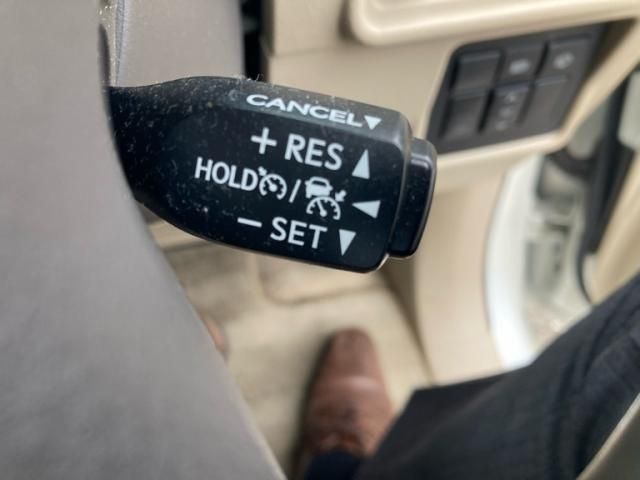 CANCEL
+ RES
HOLD /
- SET